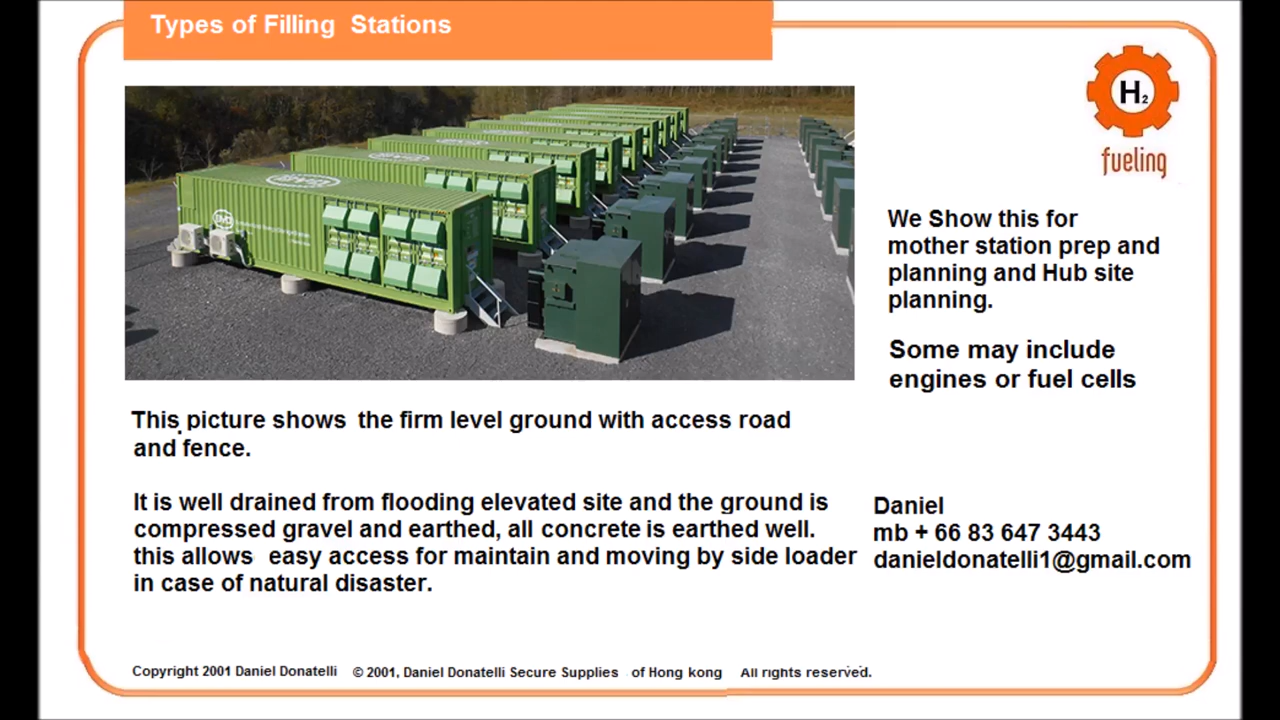 Types of Filling Stations
H2
fueling
We Show this for
mother station prep and
planning and Hub site
planning.
Some may include
engines or fuel cells
This picture shows the firm level ground with access road
and fence.
It is well drained from flooding elevated site and the ground is
compressed gravel and earthed, all concrete is earthed well.
this allows easy access for maintain and moving by side loader
in case of natural disaster.
Daniel
mb + 66 83 647 3443
danieldonatelli1@gmail.com
Copyright 2001 Daniel Donatelli © 2001, Daniel Donatelli Secure Supplies of Hong kong All rights reserved.
BYD